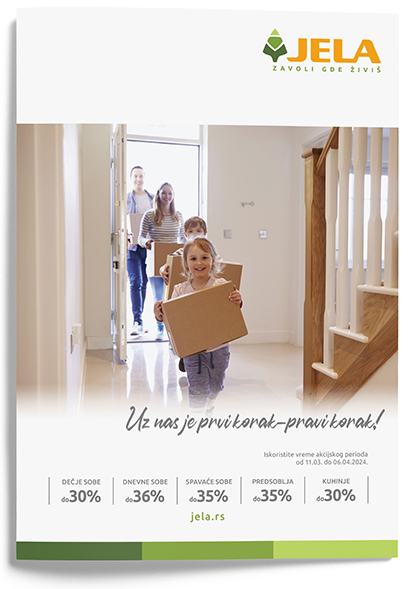 JELA
ZAVOLI GDE ŽIVIŠ
Uz nas je prvi korak-pravi korak!
Iskoristite vreme akcijskog perioda
od 11.03. do 06.04.2024.
DEČJE SOBE
do30%
DNEVNE SOBE
do36%
SPAVAĆE SOBE
do35%
PREDSOBLJA
do35%
KUHINJE
do30%
jela.rs